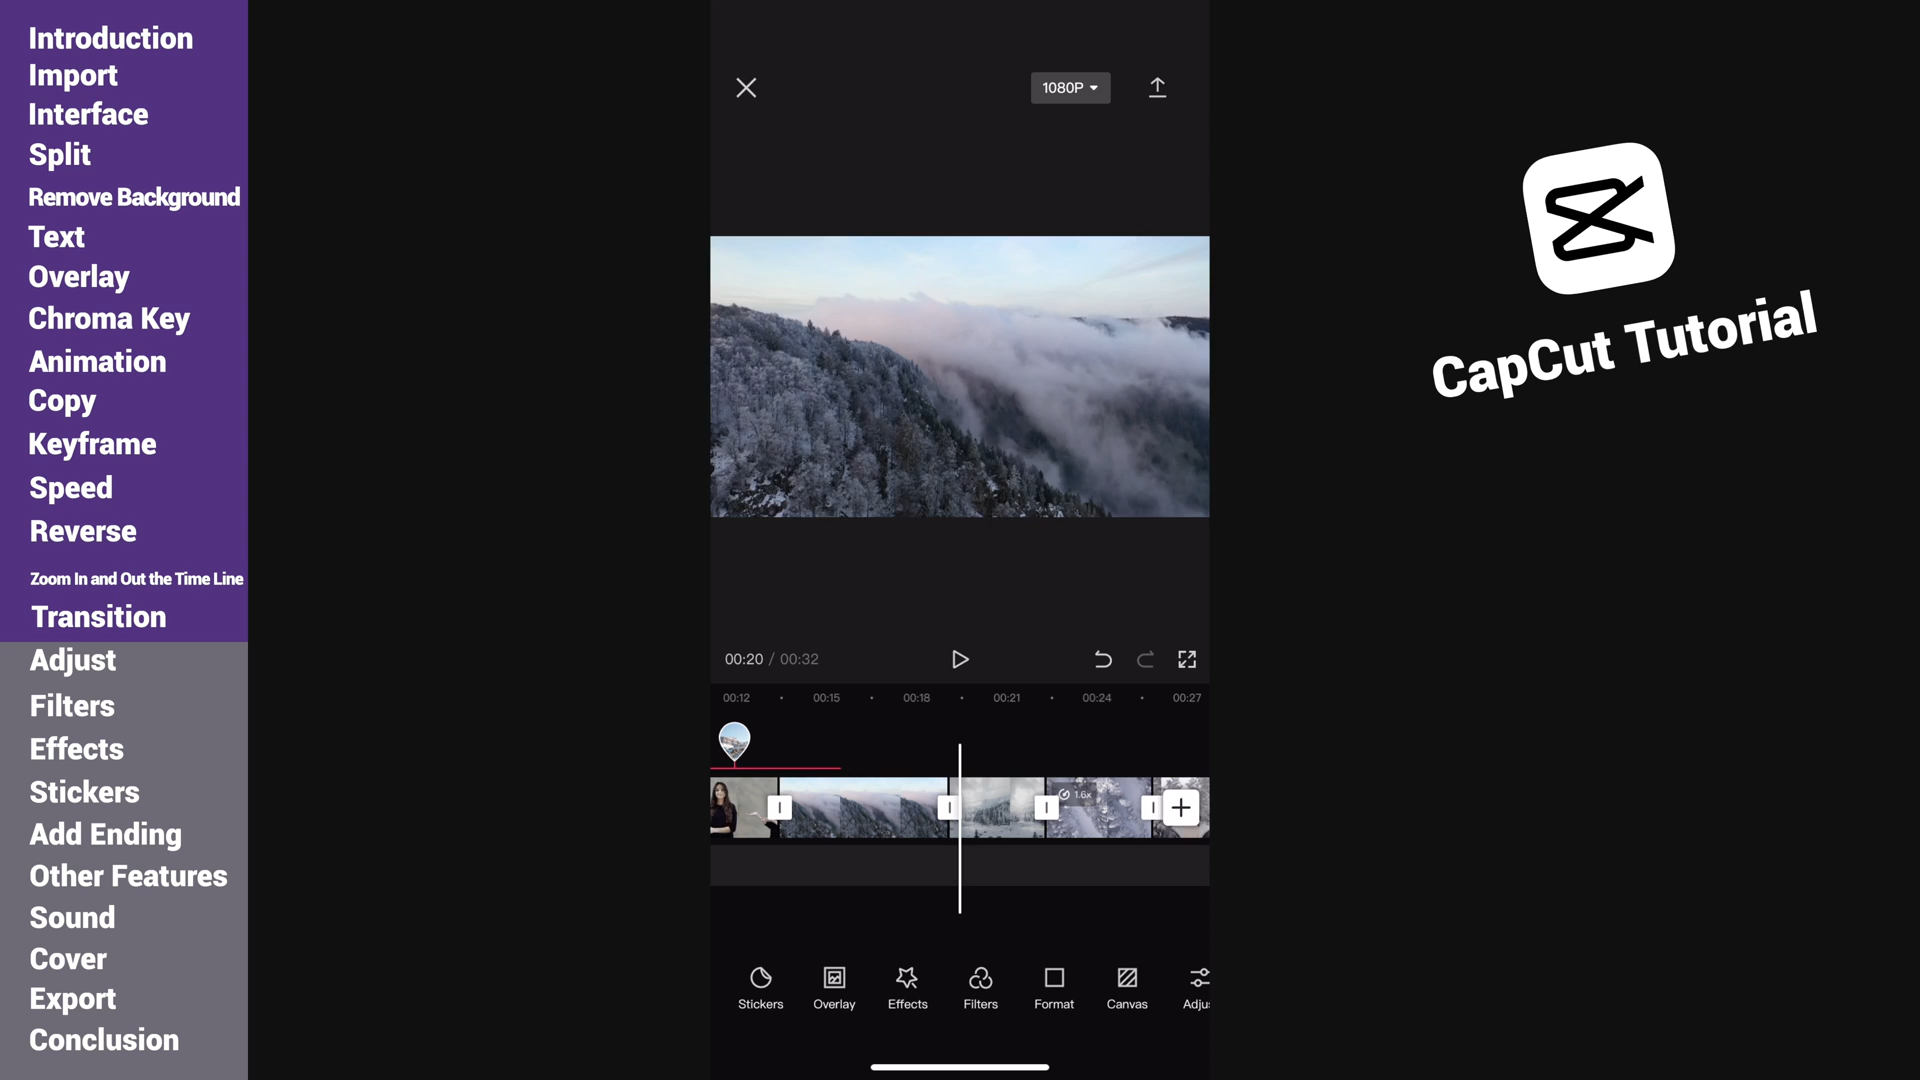 Introduction
Import
Interface
Split
Remove Background
Text
Overlay
Chroma Key
Animation
Copy
Keyframe
Speed
Reverse
Zoom In and Out the Time Line
Transition
Adjust
Filters
Effects
Stickers
Add Ending
Other Features
Sound
Cover
Export
Conclusion
1080P
00:20 / 00:32
00:12 00:15 00:18 00:21 00:24 00:27
1.6x
Stickers Overlay Effects Filters Format Canvas Adjus
CapCut Tutorial